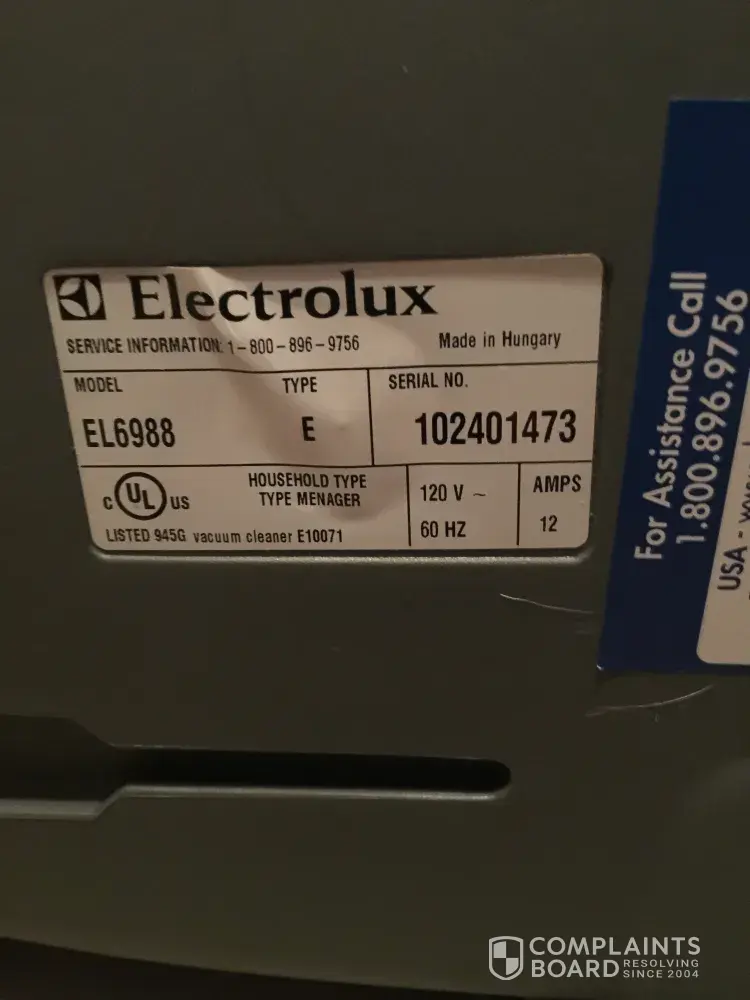 Electrolux
SERVICE INFORMATION: 1-800-896-9756
Made in Hungary
MODEL
EL6988
TYPE
E
SERIAL NO.
102401473
C UL US
HOUSEHOLD TYPE
TYPE MENAGER
LISTED 945G vacuum cleaner E10071
120 V ~
60 HZ
AMPS
12
For Assistance Call
1.800.896.9756
USA -
COMPLAINTS
BOARD RESOLVING
SINCE 2004